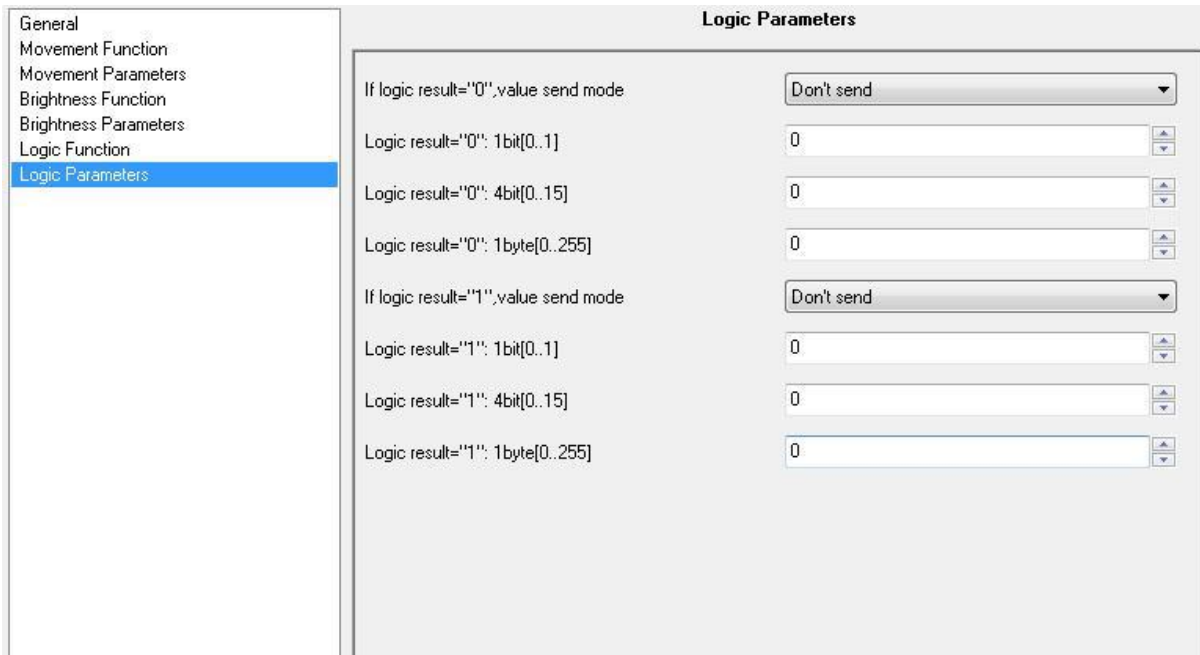 General
Movement Function
Movement Parameters
Brightness Function
Brightness Parameters
Logic Function
Logic Parameters
Logic Parameters
If logic result="0",value send mode Don't send
Logic result="0": 1bit[0..1] 0
Logic result="0": 4bit[0..15] 0
Logic result="0": 1byte[0..255] 0
If logic result="1",value send mode Don't send
Logic result="1": 1bit[0..1] 0
Logic result="1": 4bit[0..15] 0
Logic result="1": 1byte[0..255] 0